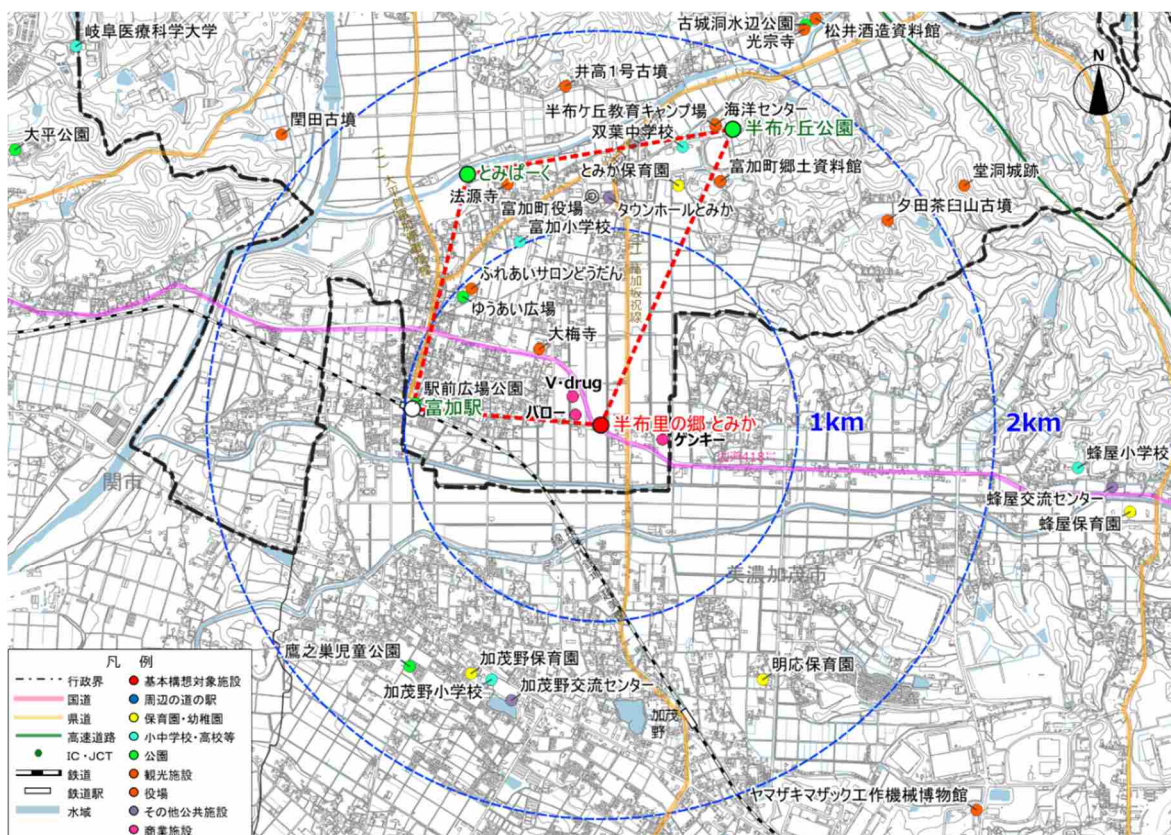 岐阜医療科学大学
古城洞水辺公園
光宗寺
松井酒造資料館
N
井高1号古墳
半布ケ丘教育キャンプ場
海洋センター
双葉中学校
半布ヶ丘公園
大平公園
閏田古墳
とみぱーく
とみか保育園
富加町郷土資料館
堂洞城跡
法源寺
富加町役場
タウンホールとみか
夕田茶臼山古墳
富加小学校
ふれあいサロンどうだん
ゆうあい広場
大梅寺
V・drug
駅前広場公園
富加駅
バロー
半布里の郷 とみか
1km
2km
ゲンキー
関市
蜂屋小学校
蜂屋交流センター
蜂屋保育園
美濃加茂市
鷹之巣児童公園
加茂野保育園
明応保育園
加茂野小学校
加茂野交流センター
加茂野
ヤマザキマザック工作機械博物館
凡 例
行政界
国道
県道
高速道路
IC・JCT
鉄道
鉄道駅
水域
基本構想対象施設
周辺の道の駅
保育園・幼稚園
小中学校・高校等
公園
観光施設
役場
その他公共施設
商業施設